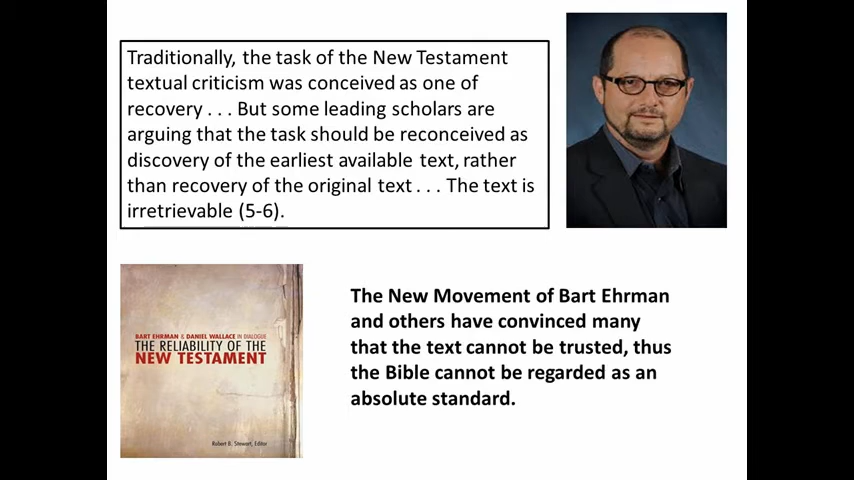 Traditionally, the task of the New Testament
textual criticism was conceived as one of
recovery . . . But some leading scholars are
arguing that the task should be reconceived as
discovery of the earliest available text, rather
than recovery of the original text . . . The text is
irretrievable (5-6).
BART EHRMAN & DANIEL WALLACE IN DIALOGUE
THE RELIABILITY OF THE
NEW TESTAMENT
Robert B. Stewart, Editor
The New Movement of Bart Ehrman
and others have convinced many
that the text cannot be trusted, thus
the Bible cannot be regarded as an
absolute standard.